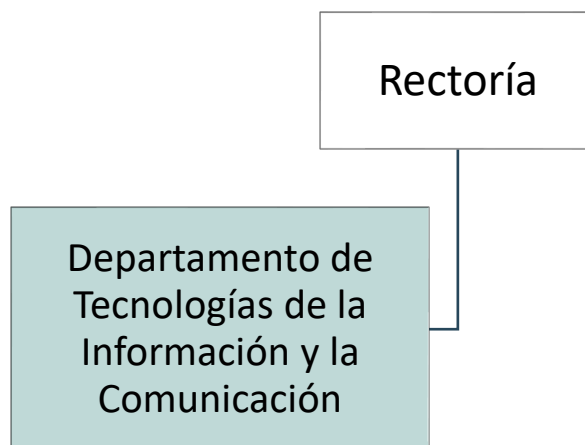 Rectoría
Departamento de
Tecnologías de la
Información y la
Comunicación